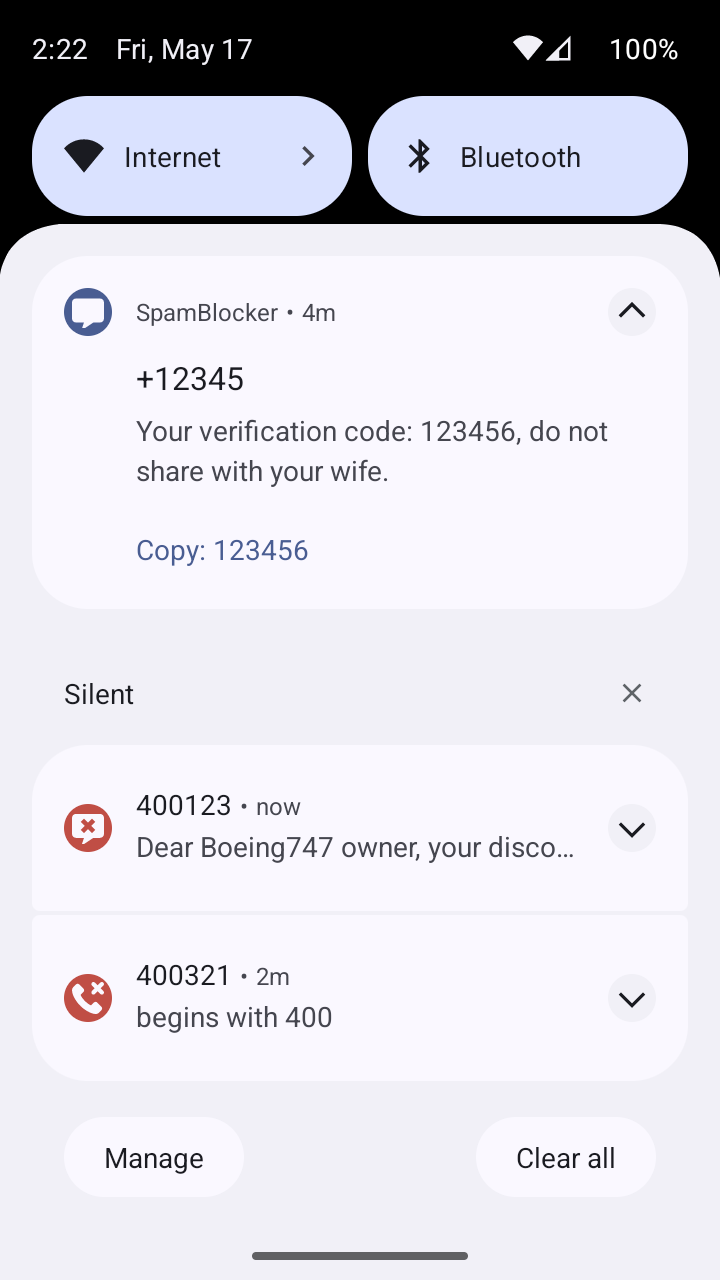 2:22 Fri, May 17 100%
Internet Bluetooth
SpamBlocker • 4m
+12345
Your verification code: 123456, do not
share with your wife.
Copy: 123456
Silent
400123 • now
Dear Boeing747 owner, your disco...
400321 • 2m
begins with 400
Manage Clear all